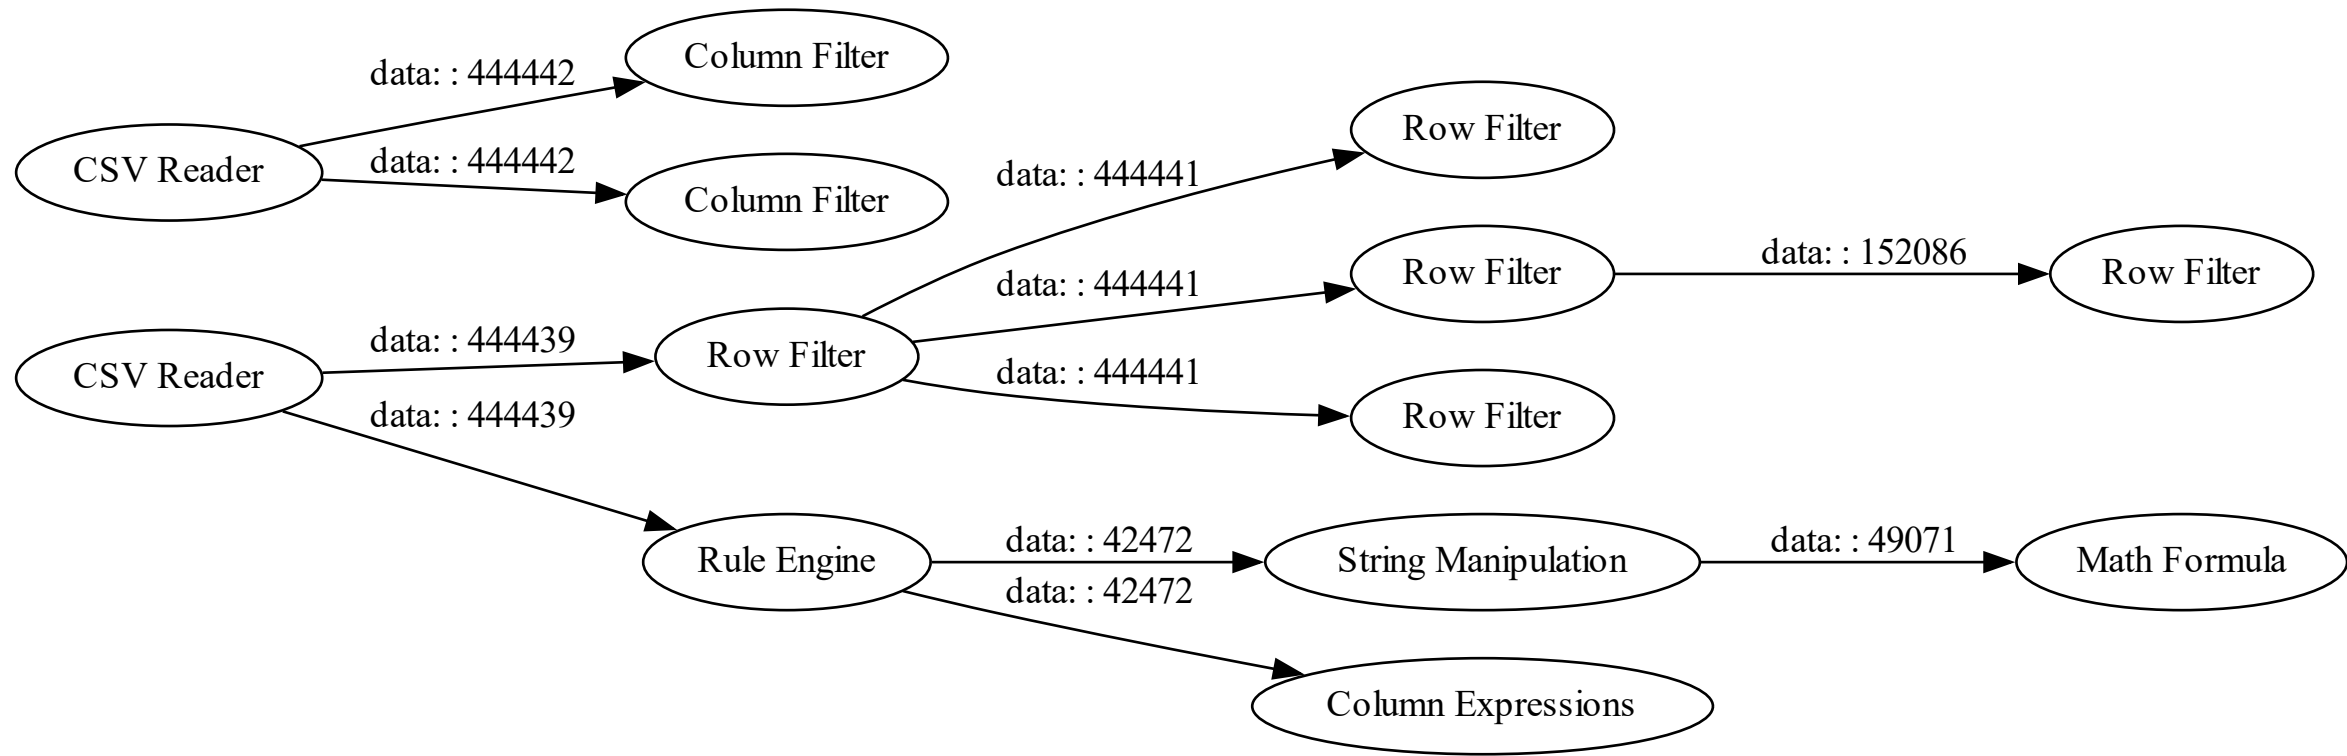 Column Filter
data: : 444442
CSV Reader
data: : 444442
Column Filter
Row Filter
data: : 444441
data: : 444441
Row Filter
data: : 152086
Row Filter
CSV Reader
data: : 444439
Row Filter
data: : 444441
Row Filter
data: : 444439
Rule Engine
data: : 42472
String Manipulation
data: : 49071
Math Formula
data: : 42472
Column Expressions